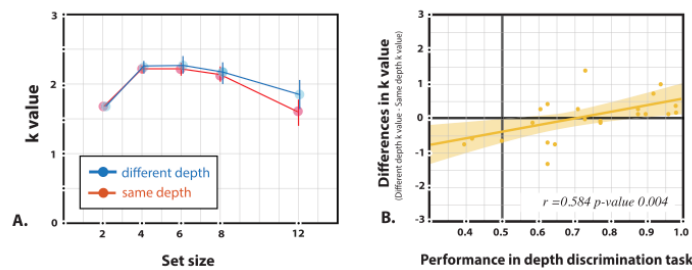 3
2
1
0
k value
different depth
same depth
A.
2
4
6
8
12
Set size
3
2
1
0
-1
-2
-3
Differences in k value
(Different depth k value - Same depth k value)
r =0.584 p-value 0.004
B.
0.4
0.5
0.6
0.7
0.8
0.9
1.0
Performance in depth discrimination task